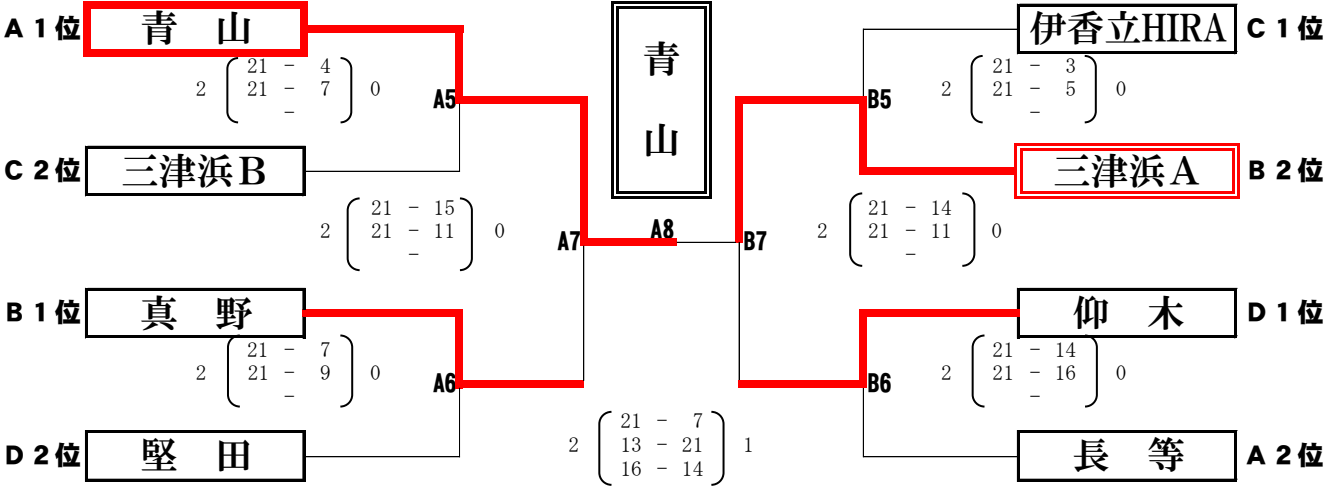 A1位 青 山
2 21 - 4 0
21 - 7
-
A5
C2位 三津浜B
2 21 - 15 0
21 - 11
-
A7
B1位 真 野
2 21 - 7 0
21 - 9
-
A6
D2位 堅 田
青山
A8
2 21 - 7 1
13 - 21
16 - 14
伊香立HIRA C1位
2 21 - 3 0
21 - 5
-
B5
三津浜A B2位
2 21 - 14 0
21 - 11
-
B7
仰 木 D1位
2 21 - 14 0
21 - 16
-
B6
長 等 A2位